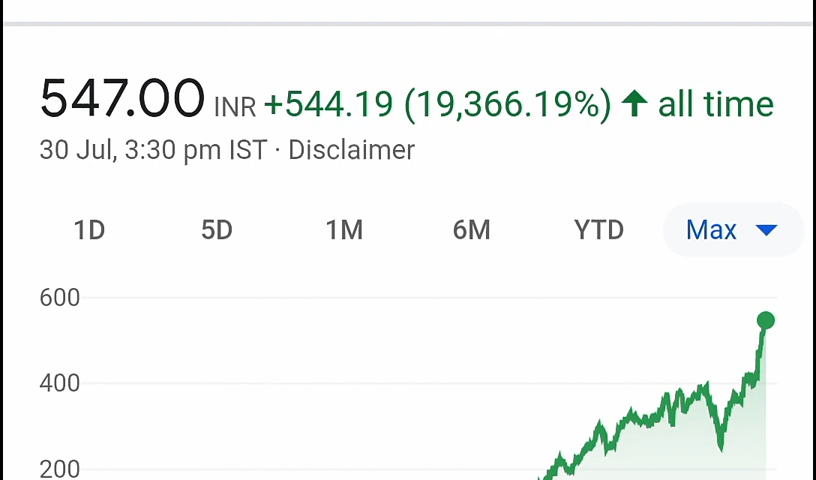 547.00 INR +544.19 (19,366.19%) ↑ all time
30 Jul, 3:30 pm IST · Disclaimer
1D 5D 1M 6M YTD Max
600
400
200